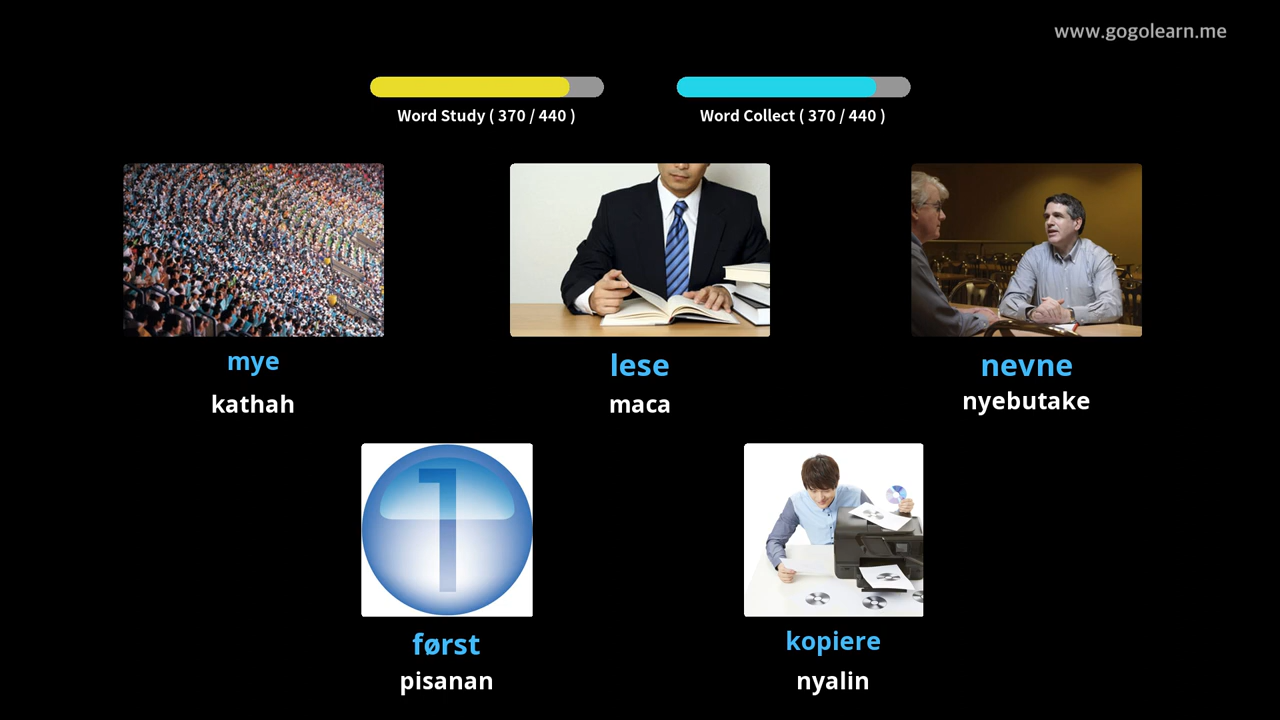 www.gogolearn.me
Word Study ( 370 / 440 )
Word Collect ( 370 / 440 )
mye
lese
nevne
kathah
maca
nyebutake
1
først
kopiere
pisanan
nyalin